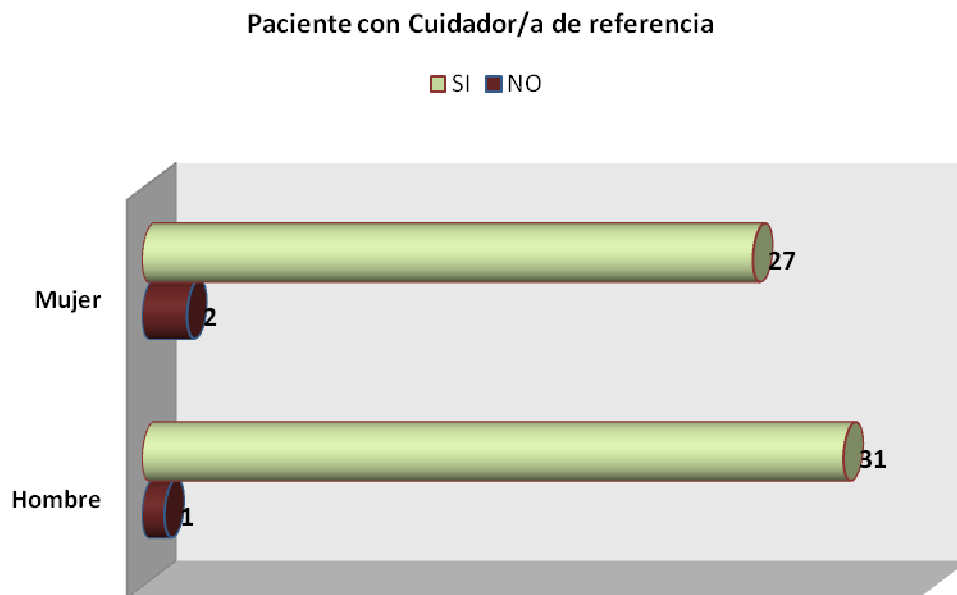 Paciente con Cuidador/a de referencia
SI NO
27
Mujer
2
31
Hombre
1